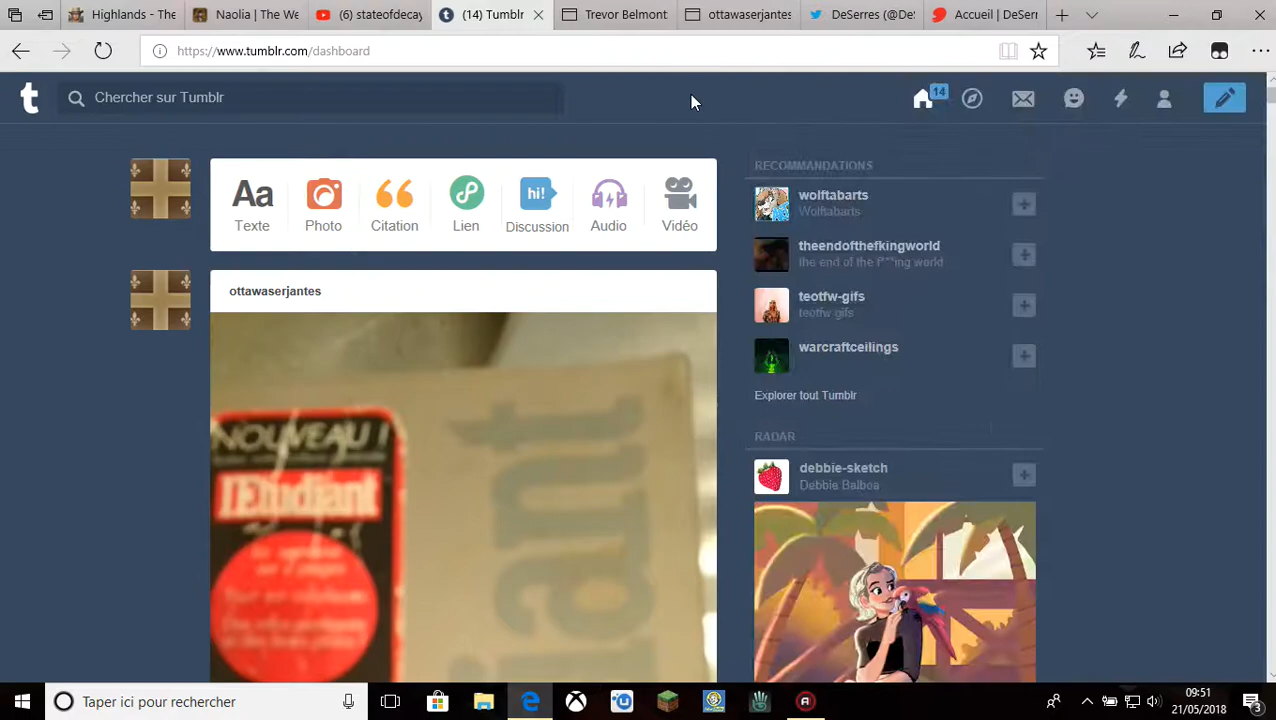 Highlands - The
Naolia | The We
(6) stateofdecay
(14) Tumblr
Trevor Belmont
ottawaserjantes
DeSerres (@DeS
Accueil | DeSerr
https://www.tumblr.com/dashboard
t
Chercher sur Tumblr
14
Aa
hi!
Texte
Photo
Citation
Lien
Discussion
Audio
Vidéo
ottawaserjantes
NOUVEAU !
l'Étudiant
iant
RECOMMANDATIONS
wolftabarts
Wolftabarts
theendofthefkingworld
the end of the f***ing world
teotfw-gifs
teotfw gifs
warcraftceilings
Explorer tout Tumblr
RADAR
debbie-sketch
Debbie Balboa
Taper ici pour rechercher
09:51
21/05/2018
3